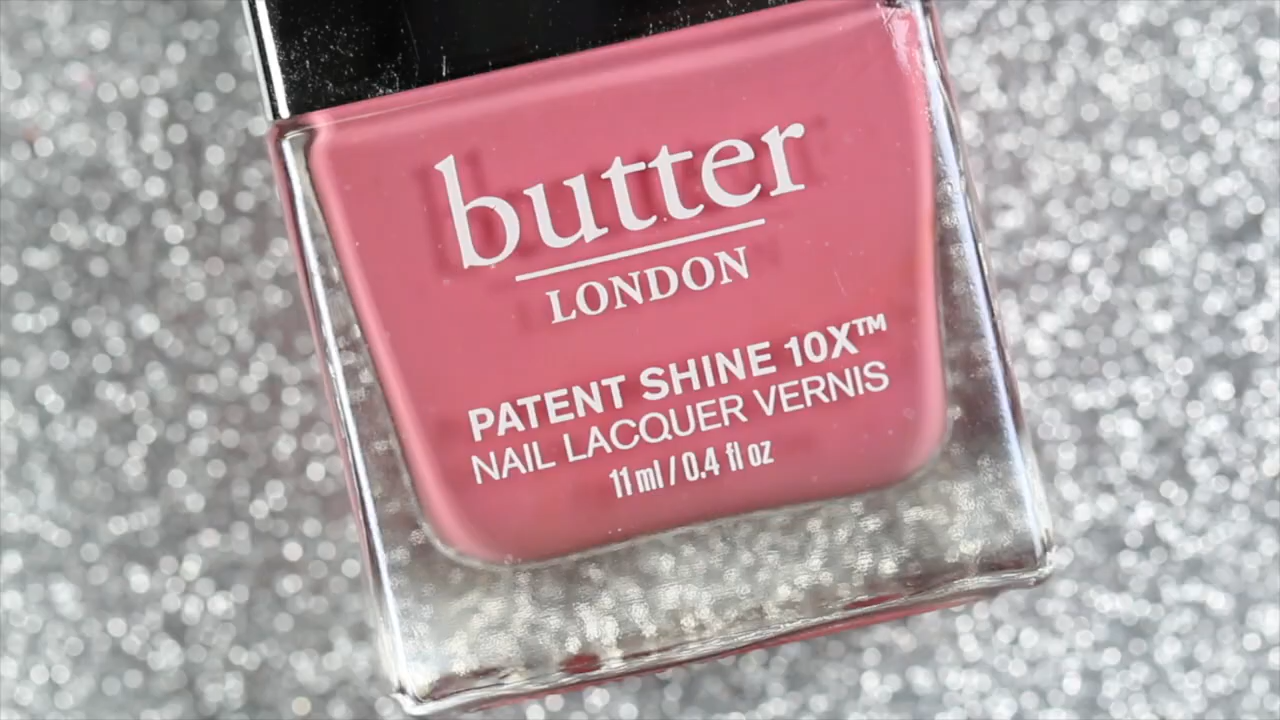 butter
LONDON
PATENT SHINE 10X™
NAIL LACQUER VERNIS
11 ml / 0.4 fl oz